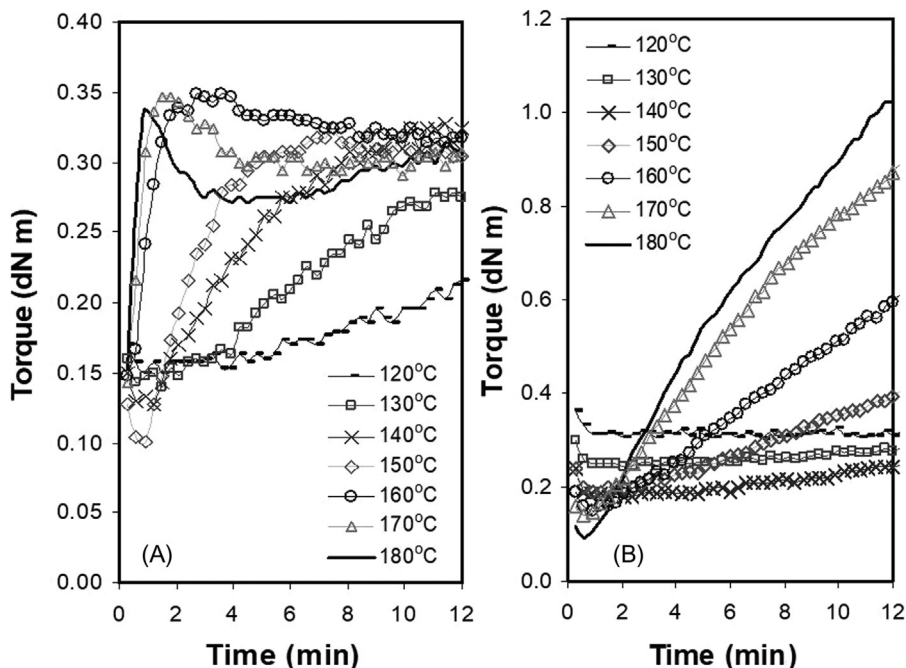 0.40
0.35
0.30
0.25
0.20
0.15
0.10
0.05
0.00
Torque (dN m)
120°C
130°C
140°C
150°C
160°C
170°C
180°C
(A)
0 2 4 6 8 10 12
Time (min)
1.2
1.0
0.8
0.6
0.4
0.2
0.0
Torque (dN m)
120°C
130°C
140°C
150°C
160°C
170°C
180°C
(B)
0 2 4 6 8 10 12
Time (min)